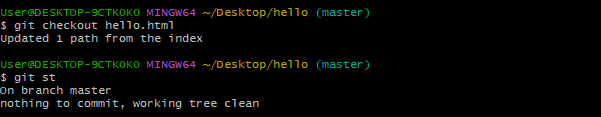 User@DESKTOP-9CTKOKO MINGW64 ~/Desktop/hello (master)
$ git checkout hello.html
Updated 1 path from the index
User@DESKTOP-9CTKOKO MINGW64 ~/Desktop/hello (master)
$ git st
On branch master
nothing to commit, working tree clean